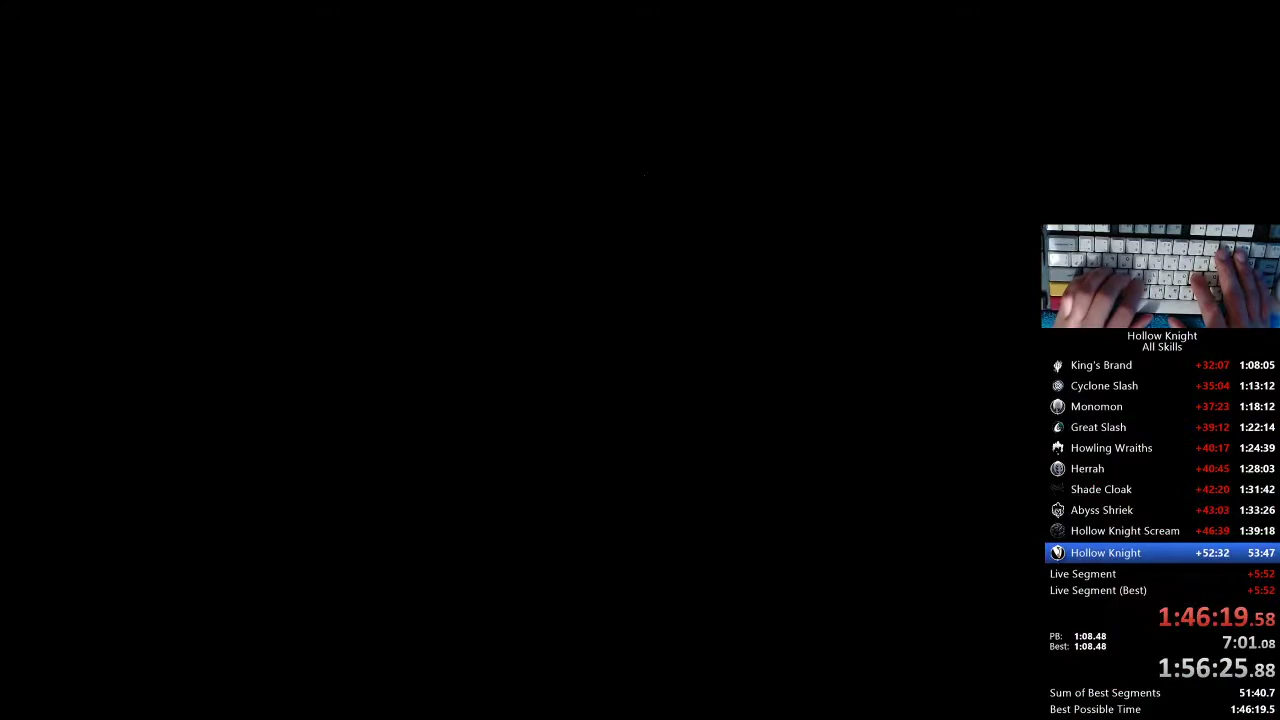 Hollow Knight
All Skills
King's Brand +32:07 1:08:05
Cyclone Slash +35:04 1:13:12
Monomon +37:23 1:18:12
Great Slash +39:12 1:22:14
Howling Wraiths +40:17 1:24:39
Herrah +40:45 1:28:03
Shade Cloak +42:20 1:31:42
Abyss Shriek +43:03 1:33:26
Hollow Knight Scream +46:39 1:39:18
Hollow Knight +52:32 53:47
Live Segment +5:52
Live Segment (Best) +5:52
1:46:19.58
PB: 1:08.48 7:01.08
Best: 1:08.48
1:56:25.88
Sum of Best Segments 51:40.7
Best Possible Time 1:46:19.5